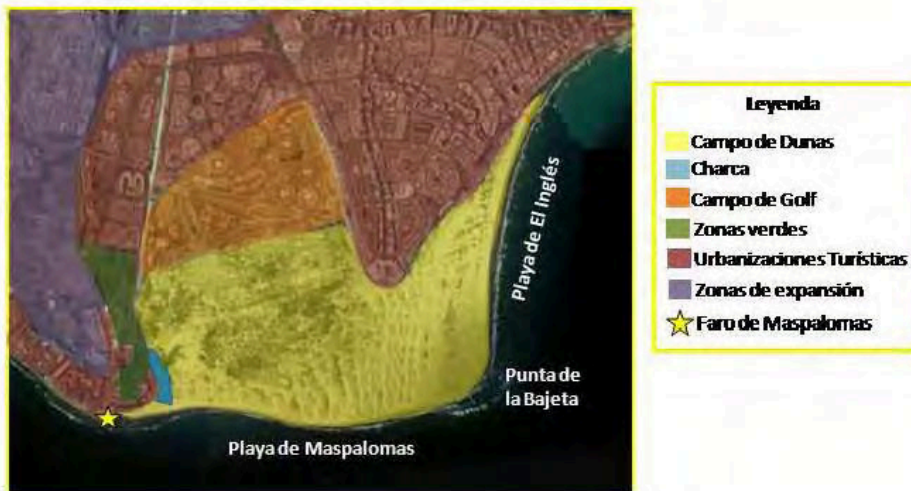 Playa de El Inglés
Punta de
la Bajeta
Playa de Maspalomas
Leyenda
Campo de Dunas
Charca
Campo de Golf
Zonas verdes
Urbanizaciones Turísticas
Zonas de expansión
Faro de Maspalomas